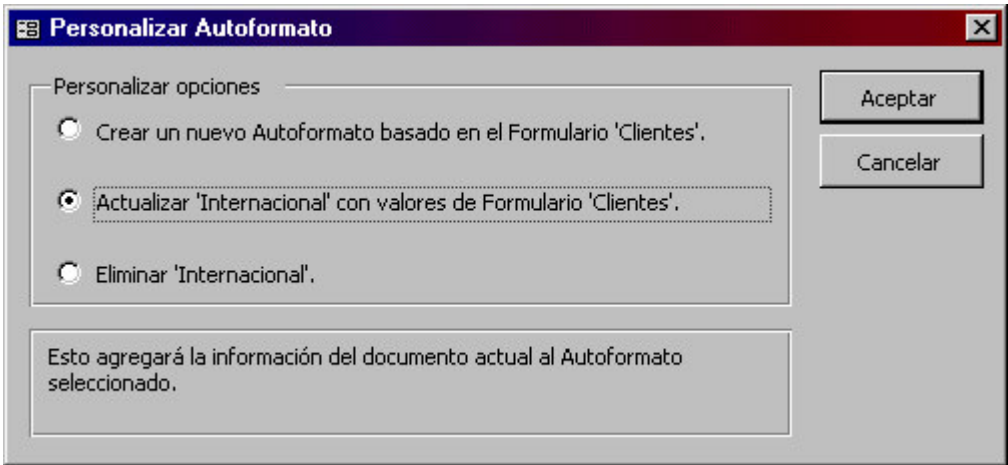 Personalizar Autoformato
Personalizar opciones
Crear un nuevo Autoformato basado en el Formulario 'Clientes'.
Actualizar 'Internacional' con valores de Formulario 'Clientes'.
Eliminar 'Internacional'.
Aceptar
Cancelar
Esto agregará la información del documento actual al Autoformato
seleccionado.